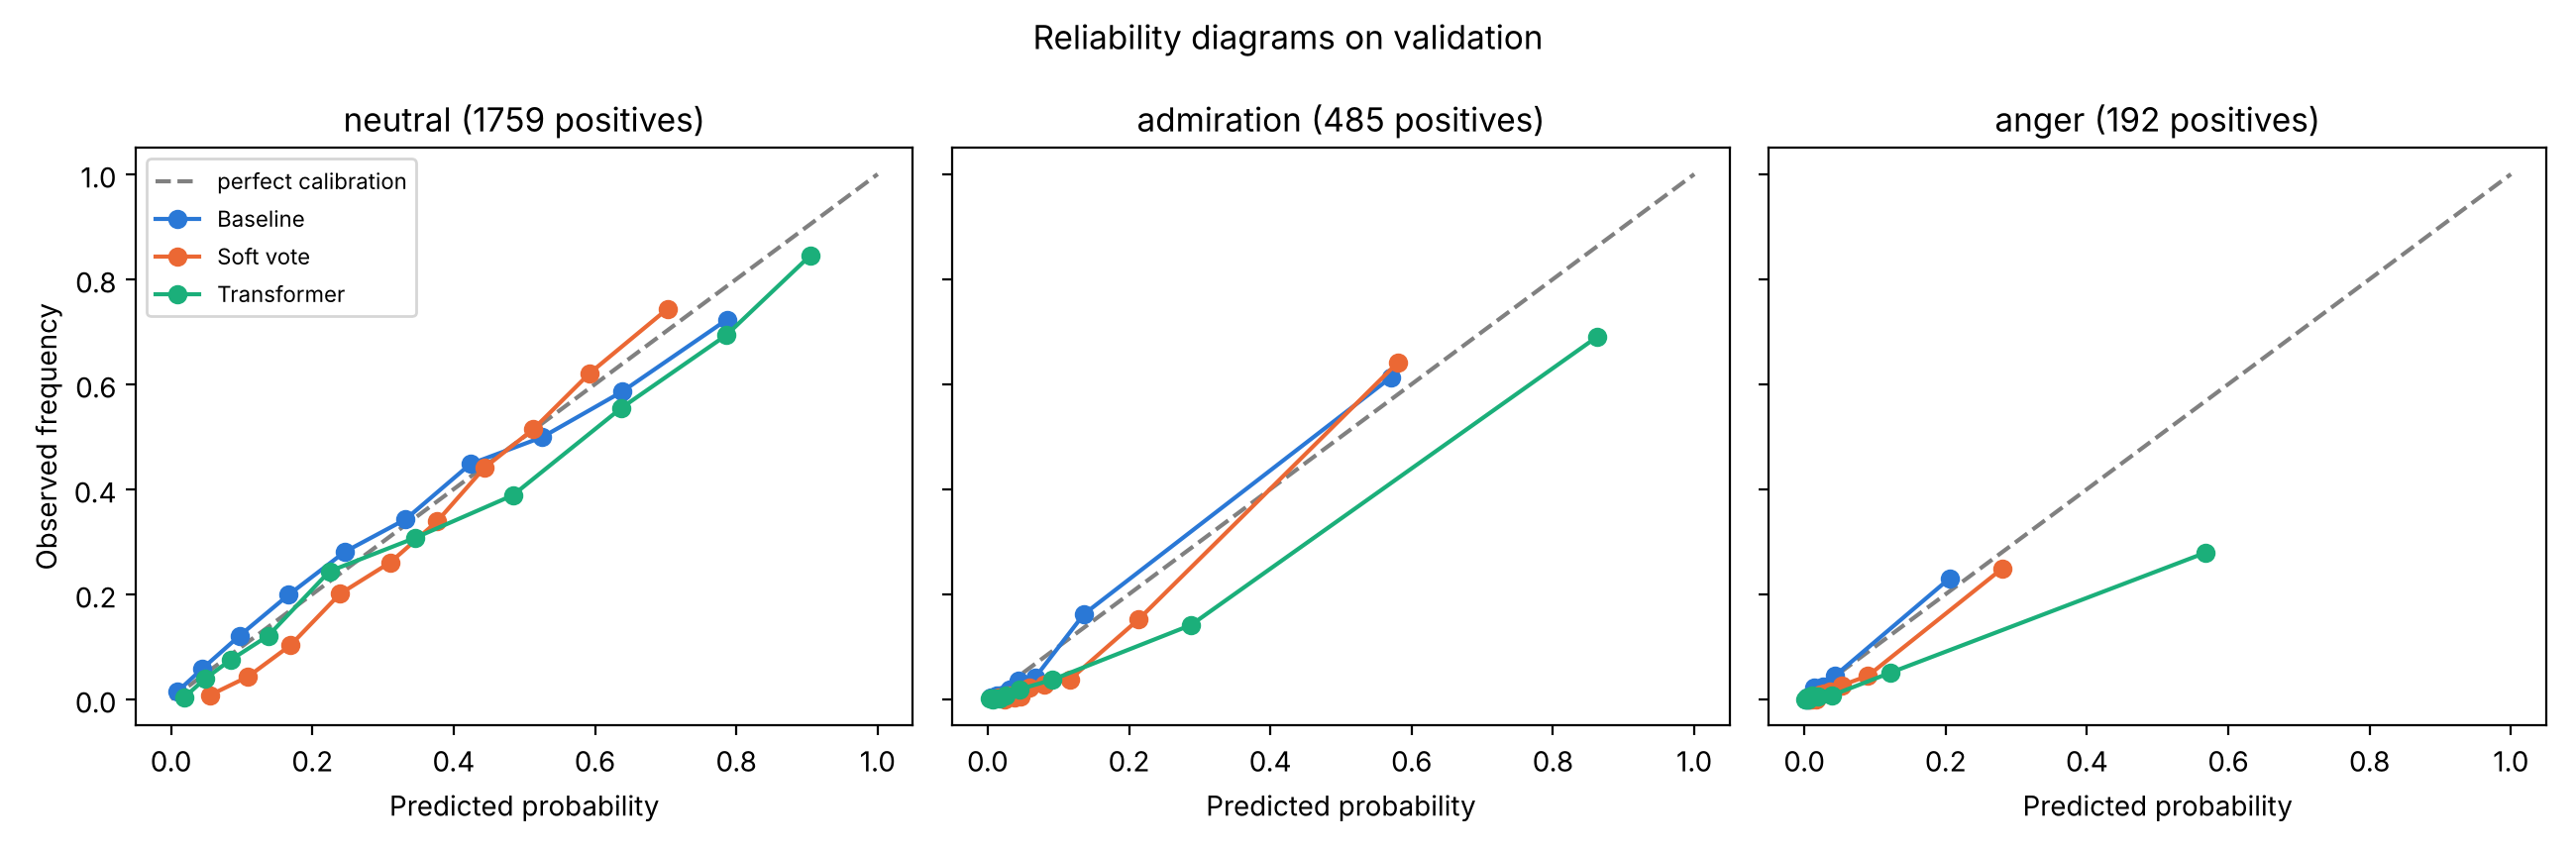 Reliability diagrams on validation
neutral (1759 positives)
admiration (485 positives)
anger (192 positives)
perfect calibration
Baseline
Soft vote
Transformer
Observed frequency
1.0
0.8
0.6
0.4
0.2
0.0
0.0 0.2 0.4 0.6 0.8 1.0
0.0 0.2 0.4 0.6 0.8 1.0
0.0 0.2 0.4 0.6 0.8 1.0
Predicted probability
Predicted probability
Predicted probability